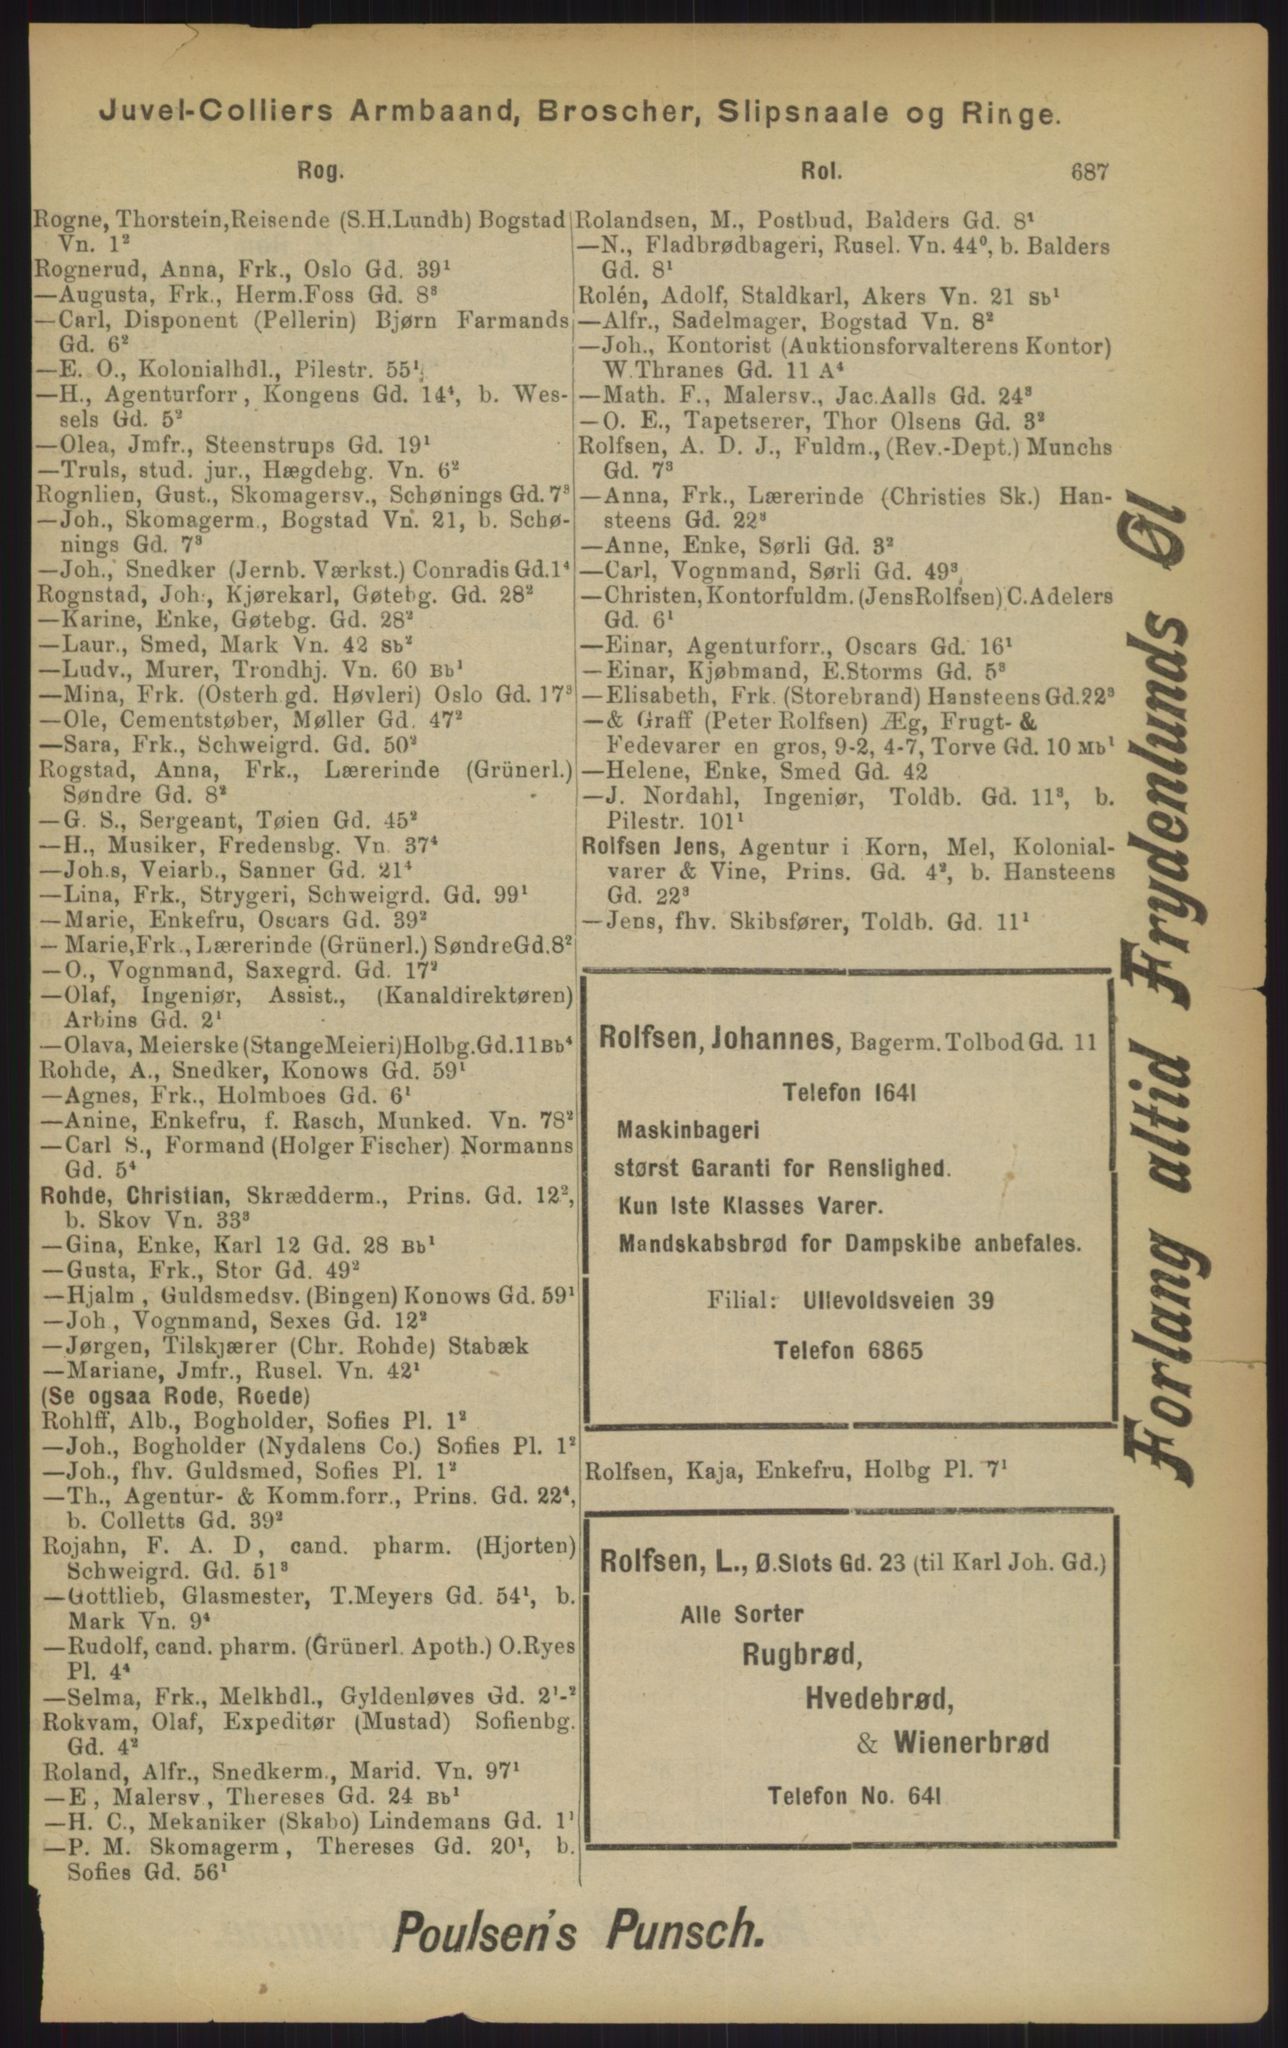 Juvel-Colliers Armbaand, Broscher, Slipsnaale og Ringe.
Rog.
Rol.
687
Rogne, Thorstein, Reisende (S.H.Lundh) Bogstad
Vn. 1²
Rognerud, Anna, Frk., Oslo Gd. 39¹
—Augusta, Frk., Herm.Foss Gd. 8³
—Carl, Disponent (Pellerin) Bjørn Farmands
Gd. 6²
—E. O., Kolonialhdl., Pilestr. 55¹
—H., Agenturforr, Kongens Gd. 14⁴, b. Wes-
sels Gd. 5²
—Olea, Jmfr., Steenstrups Gd. 19¹
—Truls, stud. jur., Hægdebg. Vn. 6²
Rognlien, Gust., Skomagersv., Schønings Gd. 7³
—Joh., Skomagerm., Bogstad Vn. 21, b. Schø-
nings Gd. 7³
—Joh., Snedker (Jernb. Værkst.) Conradis Gd.1⁴
Rognstad, Joh., Kjørekarl, Gøtebg. Gd. 28²
—Karine, Enke, Gøtebg. Gd. 28²
—Laur., Smed, Mark Vn. 42 Sb²
—Ludv., Murer, Trondhj. Vn. 60 Bb¹
—Mina, Frk. (Osterh.gd. Høvleri) Oslo Gd. 17³
—Ole, Cementstøber, Møller Gd. 47²
—Sara, Frk., Schweigrd. Gd. 50²
Rogstad, Anna, Frk., Lærerinde (Grünerl.)
Søndre Gd. 8²
—G. S., Sergeant, Tøien Gd. 45²
—H., Musiker, Fredensbg. Vn. 37⁴
—Joh.s, Veiarb., Sanner Gd. 21⁴
—Lina, Frk., Strygeri, Schweigrd. Gd. 99¹
—Marie, Enkefru, Oscars Gd. 39²
—Marie, Frk., Lærerinde (Grünerl.) Søndre Gd. 8²
—O., Vognmand, Saxegrd. Gd. 17²
—Olaf, Ingeniør, Assist., (Kanaldirektøren)
Arbins Gd. 2¹
—Olava, Meierske (Stange Meieri) Holbg.Gd.11 Bb⁴
Rohde, A., Snedker, Konows Gd. 59¹
—Agnes, Frk., Holmboes Gd. 6¹
—Anine, Enkefru, f. Rasch, Munked. Vn. 78²
—Carl S., Formand (Holger Fischer) Normanns
Gd. 5⁴
Rohde, Christian, Skrædderm., Prins. Gd. 12²,
b. Skov Vn. 33³
—Gina, Enke, Karl 12 Gd. 28 Bb¹
—Gusta, Frk., Stor Gd. 49²
—Hjalm, Guldsmedsv. (Bingen) Konows Gd. 59¹
—Joh, Vognmand, Sexes Gd. 12²
—Jørgen, Tilskjærer (Chr. Rohde) Stabæk
—Mariane, Jmfr., Rusel. Vn. 42¹
(Se ogsaa Rode, Roede)
Rohlff, Alb., Bogholder, Sofies Pl. 1²
—Joh., Bogholder (Nydalens Co.) Sofies Pl. 1²
—Joh., fhv. Guldsmed, Sofies Pl. 1²
—Th., Agentur- & Komm.forr., Prins. Gd. 22⁴,
b. Colletts Gd. 39²
Rojahn, F. A. D, cand. pharm. (Hjorten)
Schweigrd. Gd. 51³
—Gottlieb, Glasmester, T.Meyers Gd. 54¹, b.
Mark Vn. 9⁴
—Rudolf, cand. pharm. (Grünerl. Apoth.) O.Ryes
Pl. 4⁴
—Selma, Frk., Melkhdl., Gyldenløves Gd. 2¹-²
Rokvam, Olaf, Expeditør (Mustad) Sofienbg.
Gd. 4²
Roland, Alfr., Snedkerm., Marid. Vn. 97¹
—E, Malersv, Thereses Gd. 24 Bb¹
—H. C., Mekaniker (Skabo) Lindemans Gd. 1¹
—P. M. Skomagerm, Thereses Gd. 20¹, b.
Sofies Gd. 56¹
Rolandsen, M., Postbud, Balders Gd. 8¹
—N., Fladbrødbageri, Rusel. Vn. 44⁰, b. Balders
Gd. 8¹
Rolén, Adolf, Staldkarl, Akers Vn. 21 Sb¹
—Alfr., Sadelmager, Bogstad Vn. 8²
—Joh., Kontorist (Auktionsforvalterens Kontor)
W.Thranes Gd. 11 A⁴
—Math. F., Malersv., Jac.Aalls Gd. 24³
—O. E., Tapetserer, Thor Olsens Gd. 3²
Rolfsen, A. D. J., Fuldm., (Rev.-Dept.) Munchs
Gd. 7³
—Anna, Frk., Lærerinde (Christies Sk.) Han-
steens Gd. 22³
—Anne, Enke, Sørli Gd. 3²
—Carl, Vognmand, Sørli Gd. 49³
—Christen, Kontorfuldm. (Jens Rolfsen) C.Adelers
Gd. 6¹
—Einar, Agenturforr., Oscars Gd. 16¹
—Einar, Kjøbmand, E.Storms Gd. 5³
—Elisabeth, Frk. (Storebrand) Hansteens Gd.22³
—& Graff (Peter Rolfsen) Æg, Frugt- &
Fedevarer en gros, 9-2, 4-7, Torve Gd. 10 Mb¹
—Helene, Enke, Smed Gd. 42
—J. Nordahl, Ingeniør, Toldb. Gd. 11³, b.
Pilestr. 101¹
Rolfsen Jens, Agentur i Korn, Mel, Kolonial-
varer & Vine, Prins. Gd. 4², b. Hansteens
Gd. 22³
—Jens, fhv. Skibsfører, Toldb. Gd. 11¹
Rolfsen, Johannes, Bagerm. Tolbod Gd. 11
Telefon 1641
Maskinbageri
størst Garanti for Renslighed.
Kun Iste Klasses Varer.
Mandskabsbrød for Dampskibe anbefales.
Filial: Ullevoldsveien 39
Telefon 6865
Rolfsen, Kaja, Enkefru, Holbg Pl. 7¹
Rolfsen, L., Ø.Slots Gd. 23 (til Karl Joh. Gd.)
Alle Sorter
Rugbrød,
Hvedebrød,
& Wienerbrød
Telefon No. 641
Forlang altid Frydenlunds Øl
Poulsen's Punsch.